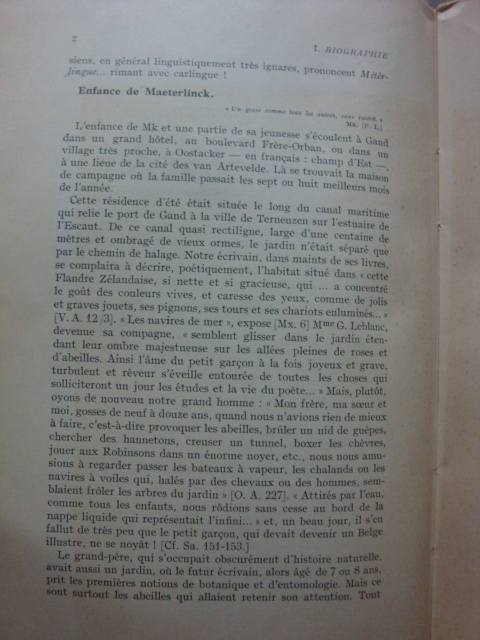 2
I. BIOGRAPHIE
siens, en général linguistiquement très ignares, prononcent Méter-
lingue... rimant avec carlingue !
Enfance de Maeterlinck.
« Un gosse comme tous les autres, sans
Mk. [F. L.]
L'enfance de Mk et une partie de sa jeunesse s'écoulent à Gand
dans un grand hôtel, au boulevard Frère-Orban, ou dans un
village très proche, à Oostacker — en français : champ d'Est —,
à une lieue de la cité des van Artevelde. Là se trouvait la maison
de campagne où la famille passait les sept ou huit meilleurs mois
de l'année.
Cette résidence d'été était située le long du canal maritime
qui relie le port de Gand à la ville de Terneuzen sur l'estuaire de
l'Escaut. De ce canal quasi rectiligne, large d'une centaine de
mètres et ombragé de vieux ormes, le jardin n'était séparé que
par le chemin de halage. Notre écrivain, dans maints de ses livres,
se complaira à décrire, poétiquement, l'habitat situé dans « cette
Flandre Zélandaise, si nette et si gracieuse, qui ... a concentré
le goût des couleurs vives, et caresse des yeux, comme de jolis
et graves jouets, ses pignons, ses tours et ses chariots enluminés... »
[V. A. 12/3]. « Les navires de mer », expose [Mx. 6] Mme G. Leblanc,
devenue sa compagne, « semblent glisser dans le jardin éten-
dant leur ombre majestueuse sur les allées pleines de roses et
d'abeilles. Ainsi l'âme du petit garçon à la fois joyeux et grave,
turbulent et rêveur s'éveille entourée de toutes les choses qui
solliciteront un jour les études et la vie du poète... » Mais, plutôt,
oyons de nouveau notre grand homme : « Mon frère, ma sœur et
moi, gosses de neuf à douze ans, quand nous n'avions rien de mieux
à faire, c'est-à-dire provoquer les abeilles, brûler un nid de guêpes,
chercher des hannetons, creuser un tunnel, boxer les chèvres,
jouer aux Robinsons dans un énorme noyer, etc., nous nous amu-
sions à regarder passer les bateaux à vapeur, les chalands ou les
navires à voiles qui, halés par des chevaux ou des hommes, sem-
blaient frôler les arbres du jardin » [O. A. 227]. « Attirés par l'eau,
comme tous les enfants, nous rôdions sans cesse au bord de la
nappe liquide qui représentait l'infini... » et, un beau jour, il s'en
fallut de très peu que le petit garçon, qui devait devenir un Belge
illustre, ne se noyât ! [Cf. Sa. 151-153.]
Le grand-père, qui s'occupait obscurément d'histoire naturelle,
avait aussi un jardin, où le futur écrivain, alors âgé de 7 ou 8 ans,
prit les premières notions de botanique et d'entomologie. Mais ce
sont surtout les abeilles qui allaient retenir son attention. Tout